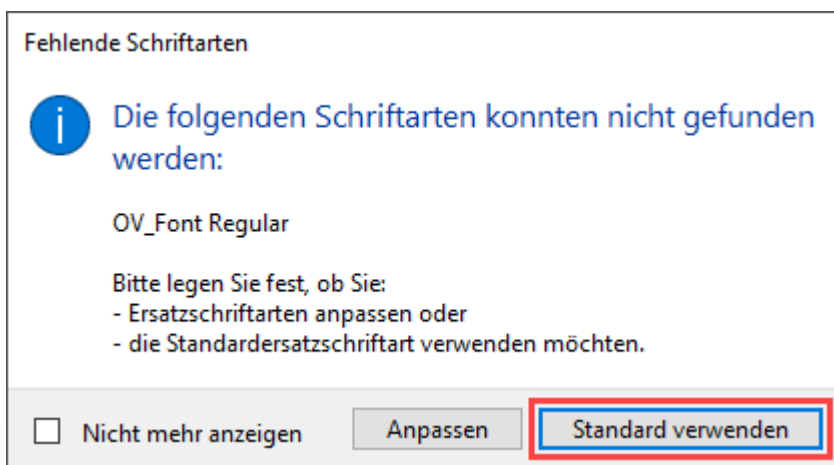 Fehlende Schriftarten
Die folgenden Schriftarten konnten nicht gefunden
werden:
OV_Font Regular
Bitte legen Sie fest, ob Sie:
- Ersatzschriftarten anpassen oder
- die Standardersatzschriftart verwenden möchten.
Nicht mehr anzeigen
Anpassen
Standard verwenden